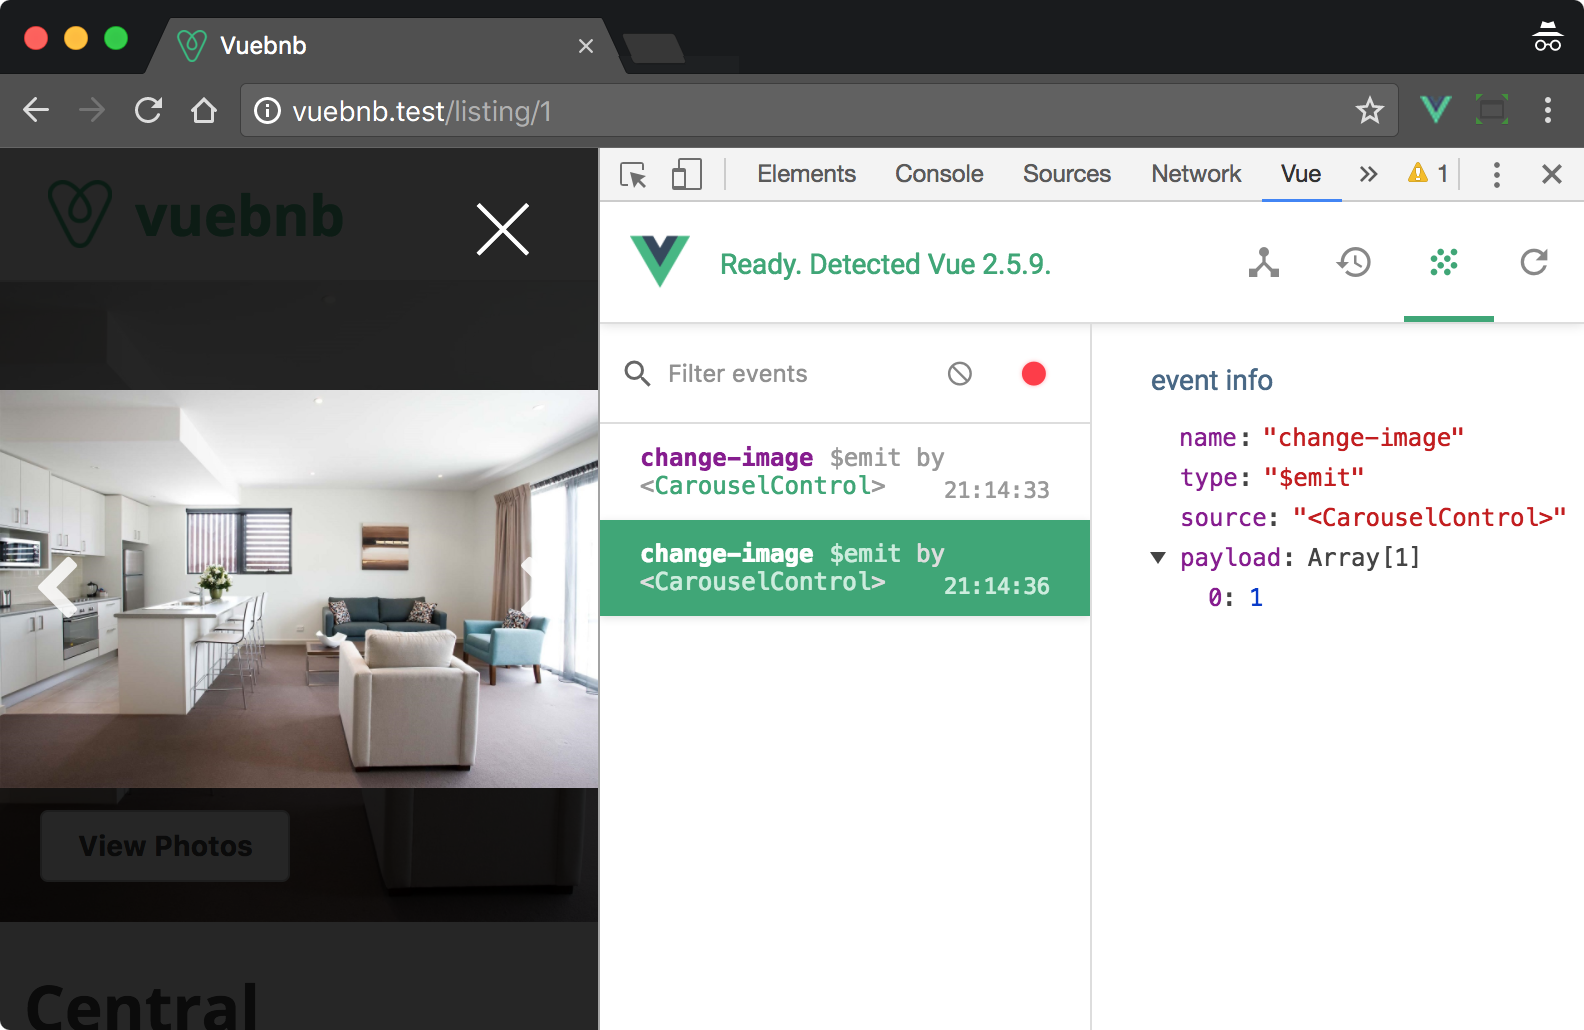 Vuebnb
vuebnb.test/listing/1
vuebnb
View Photos
Central
Elements Console Sources Network Vue » 1
Ready. Detected Vue 2.5.9.
Filter events
change-image $emit by
<CarouselControl> 21:14:33
change-image $emit by
<CarouselControl> 21:14:36
event info
name: "change-image"
type: "$emit"
source: "<CarouselControl>"
payload: Array[1]
0: 1